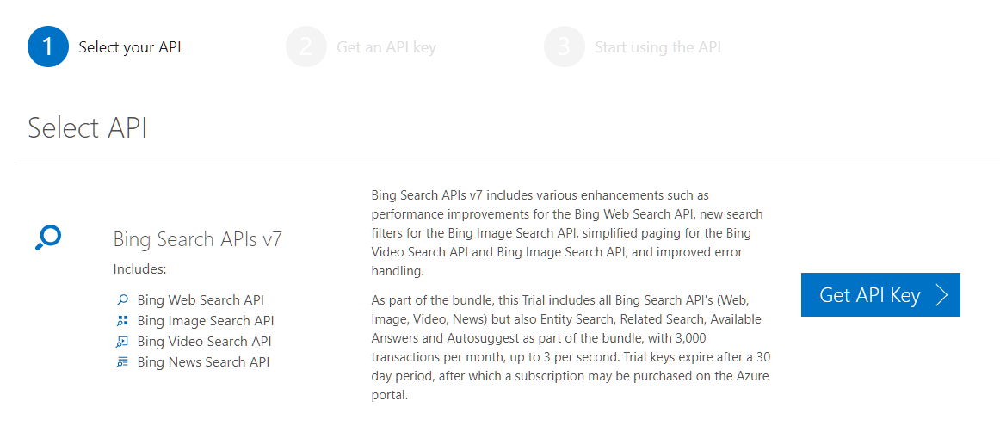 1 Select your API
2 Get an API key
3 Start using the API
Select API
Bing Search APIs v7
Includes:
Bing Web Search API
Bing Image Search API
Bing Video Search API
Bing News Search API
Bing Search APIs v7 includes various enhancements such as
performance improvements for the Bing Web Search API, new search
filters for the Bing Image Search API, simplified paging for the Bing
Video Search API and Bing Image Search API, and improved error
handling.
As part of the bundle, this Trial includes all Bing Search API's (Web,
Image, Video, News) but also Entity Search, Related Search, Available
Answers and Autosuggest as part of the bundle, with 3,000
transactions per month, up to 3 per second. Trial keys expire after a 30
day period, after which a subscription may be purchased on the Azure
portal.
Get API Key